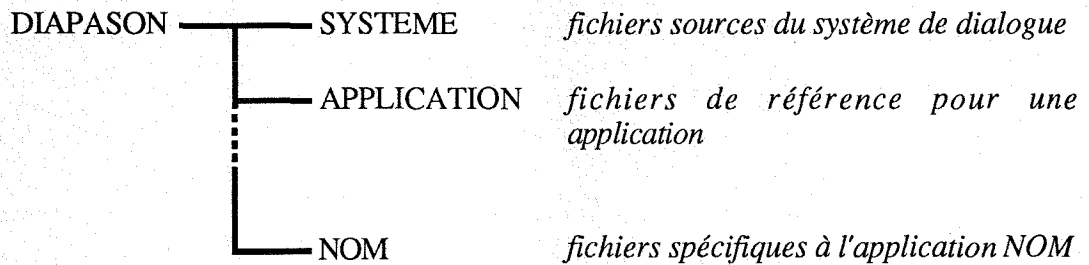 DIAPASON SYSTEME fichiers sources du système de dialogue
APPLICATION fichiers de référence pour une
application
NOM fichiers spécifiques à l'application NOM